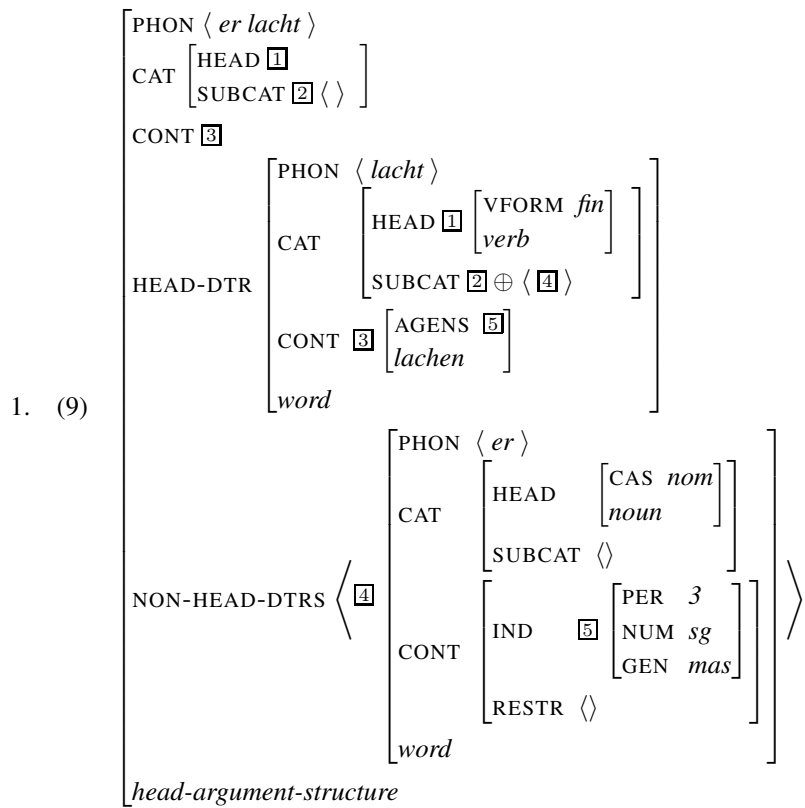 PHON ⟨ er lacht ⟩
CAT [HEAD 1
SUBCAT 2 ⟨ ⟩ ]
CONT 3
PHON ⟨ lacht ⟩
HEAD 1 [VFORM fin
CAT
verb]
SUBCAT 2 ⊕ ⟨ 4 ⟩
HEAD-DTR
CONT 3 [AGENS 5
lachen]
word
1. (9)
PHON ⟨ er ⟩
HEAD [CAS nom
CAT
noun]
SUBCAT ⟨⟩
NON-HEAD-DTRS ⟨ 4
PER 3
IND 5 NUM sg
GEN mas
CONT
RESTR ⟨⟩
word
⟩
head-argument-structure